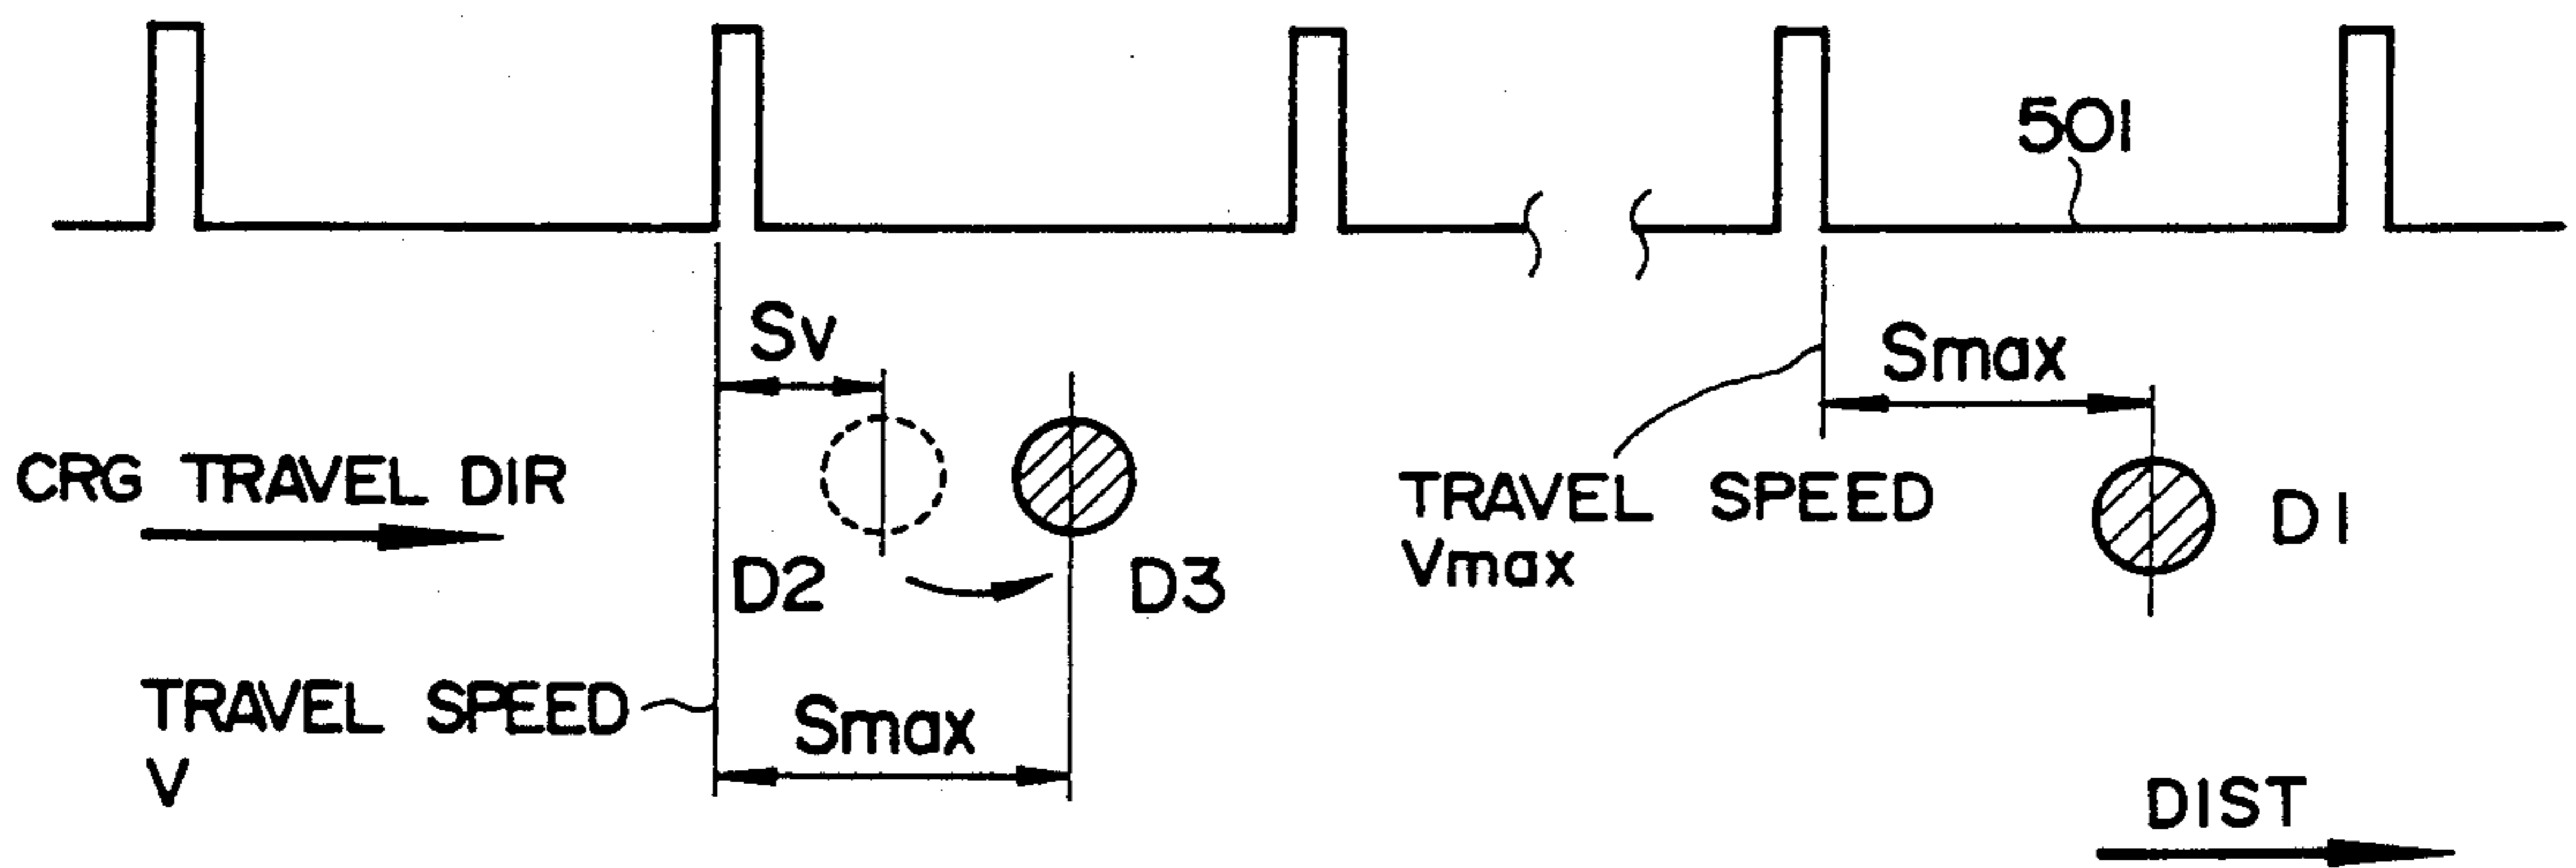 501
Sv
Smax
CRG TRAVEL DIR
TRAVEL SPEED
Vmax
D1
D2
D3
TRAVEL SPEED
V
Smax
DIST